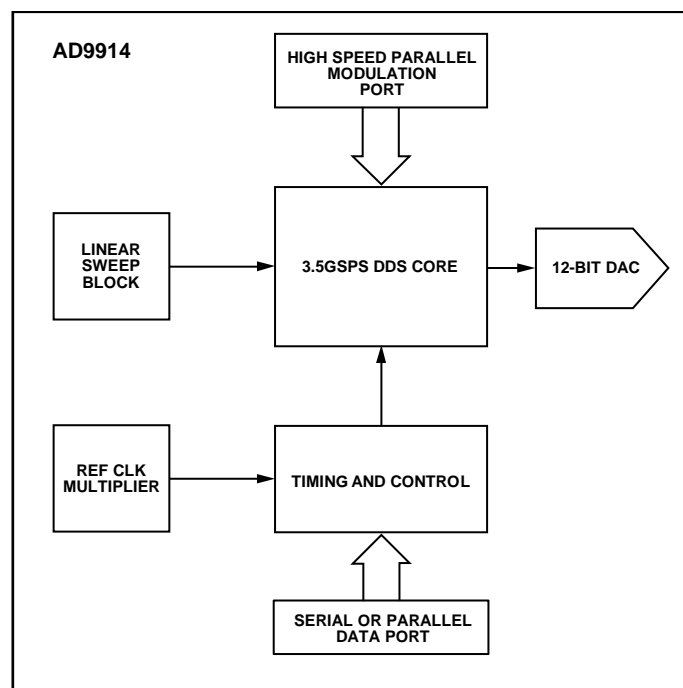 AD9914
HIGH SPEED PARALLEL
MODULATION
PORT
LINEAR
SWEEP
BLOCK
3.5GSPS DDS CORE
12-BIT DAC
REF CLK
MULTIPLIER
TIMING AND CONTROL
SERIAL OR PARALLEL
DATA PORT